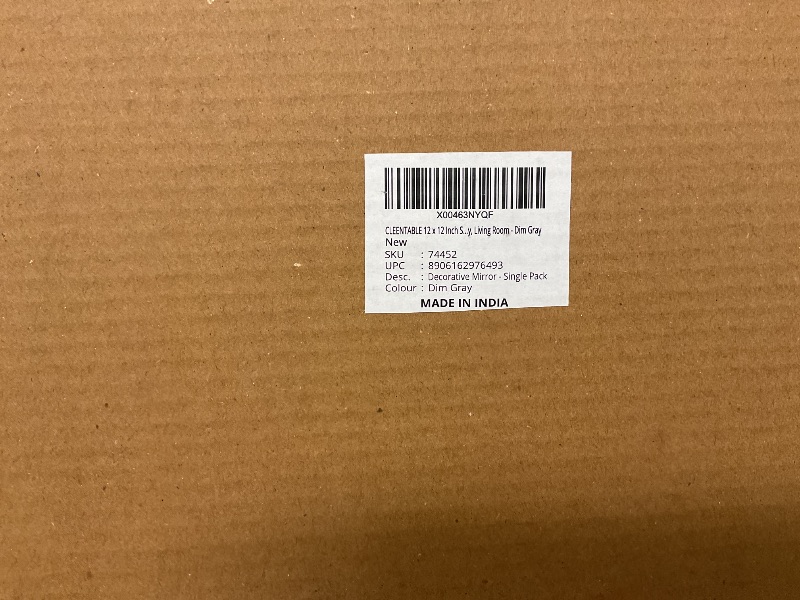 X00463NYQF
CLEENTABLE 12 x 12 Inch S...y, Living Room - Dim Gray
New
SKU : 74452
UPC : 8906162976493
Desc. : Decorative Mirror - Single Pack
Colour : Dim Gray
MADE IN INDIA